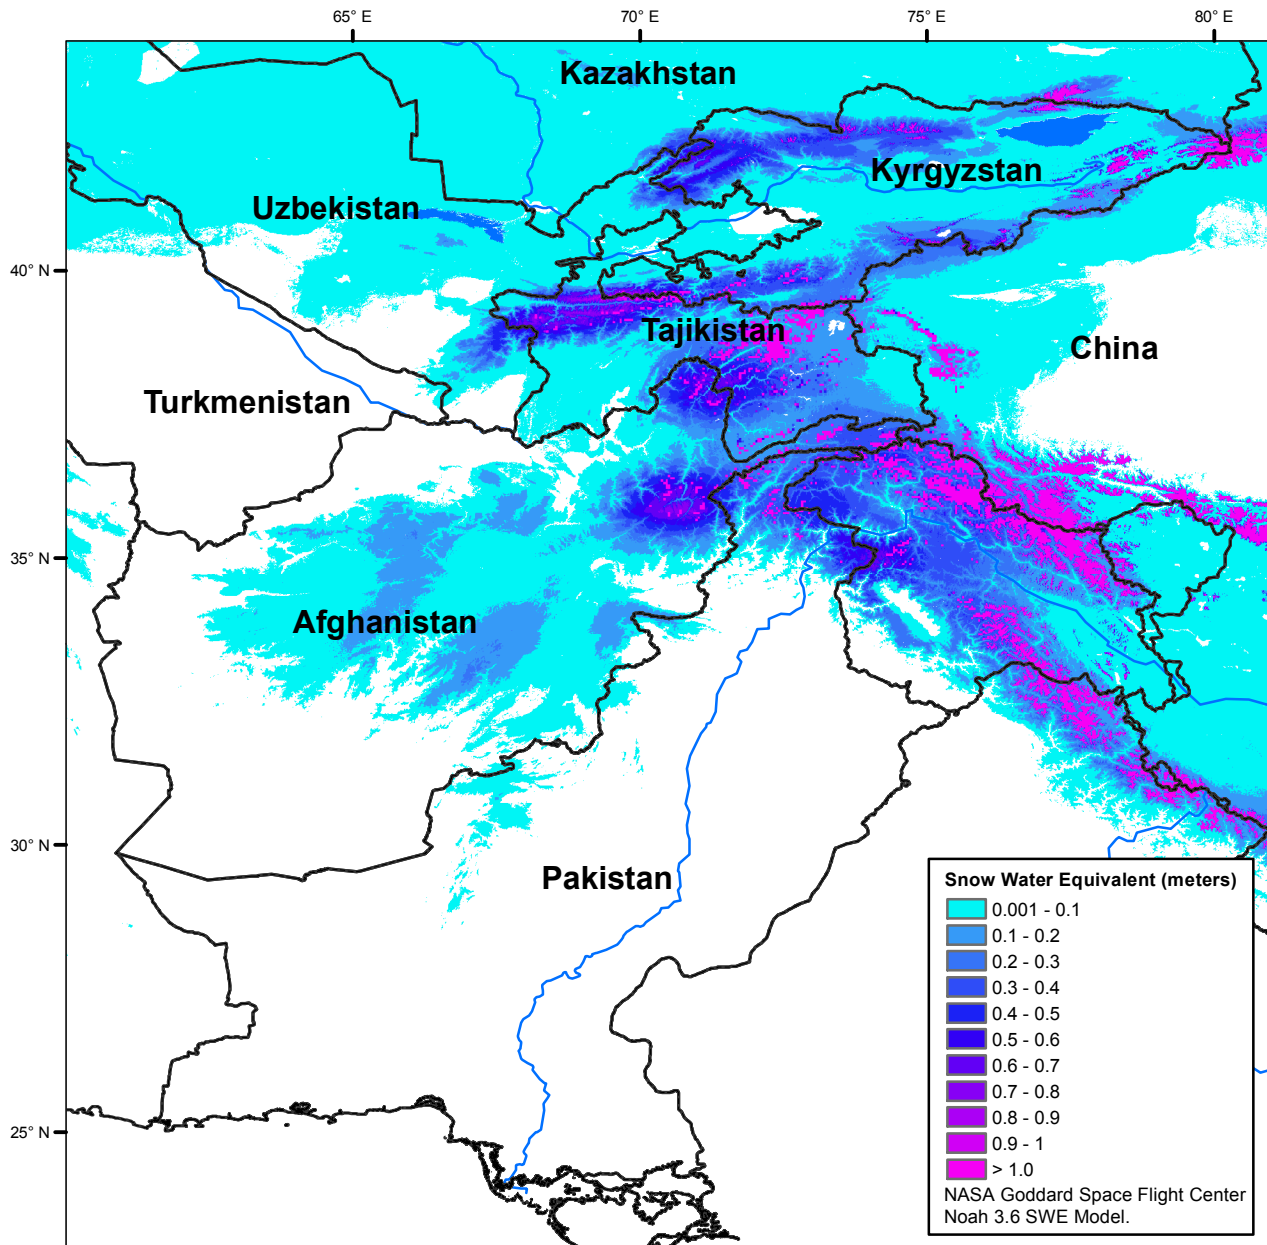 65° E
70° E
75° E
80° E
Kazakhstan
Kyrgyzstan
Uzbekistan
40° N
Tajikistan
China
Turkmenistan
35° N
Afghanistan
30° N
Pakistan
Snow Water Equivalent (meters)
0.001 - 0.1
0.1 - 0.2
0.2 - 0.3
0.3 - 0.4
0.4 - 0.5
0.5 - 0.6
0.6 - 0.7
0.7 - 0.8
0.8 - 0.9
0.9 - 1
> 1.0
NASA Goddard Space Flight Center
Noah 3.6 SWE Model.
25° N